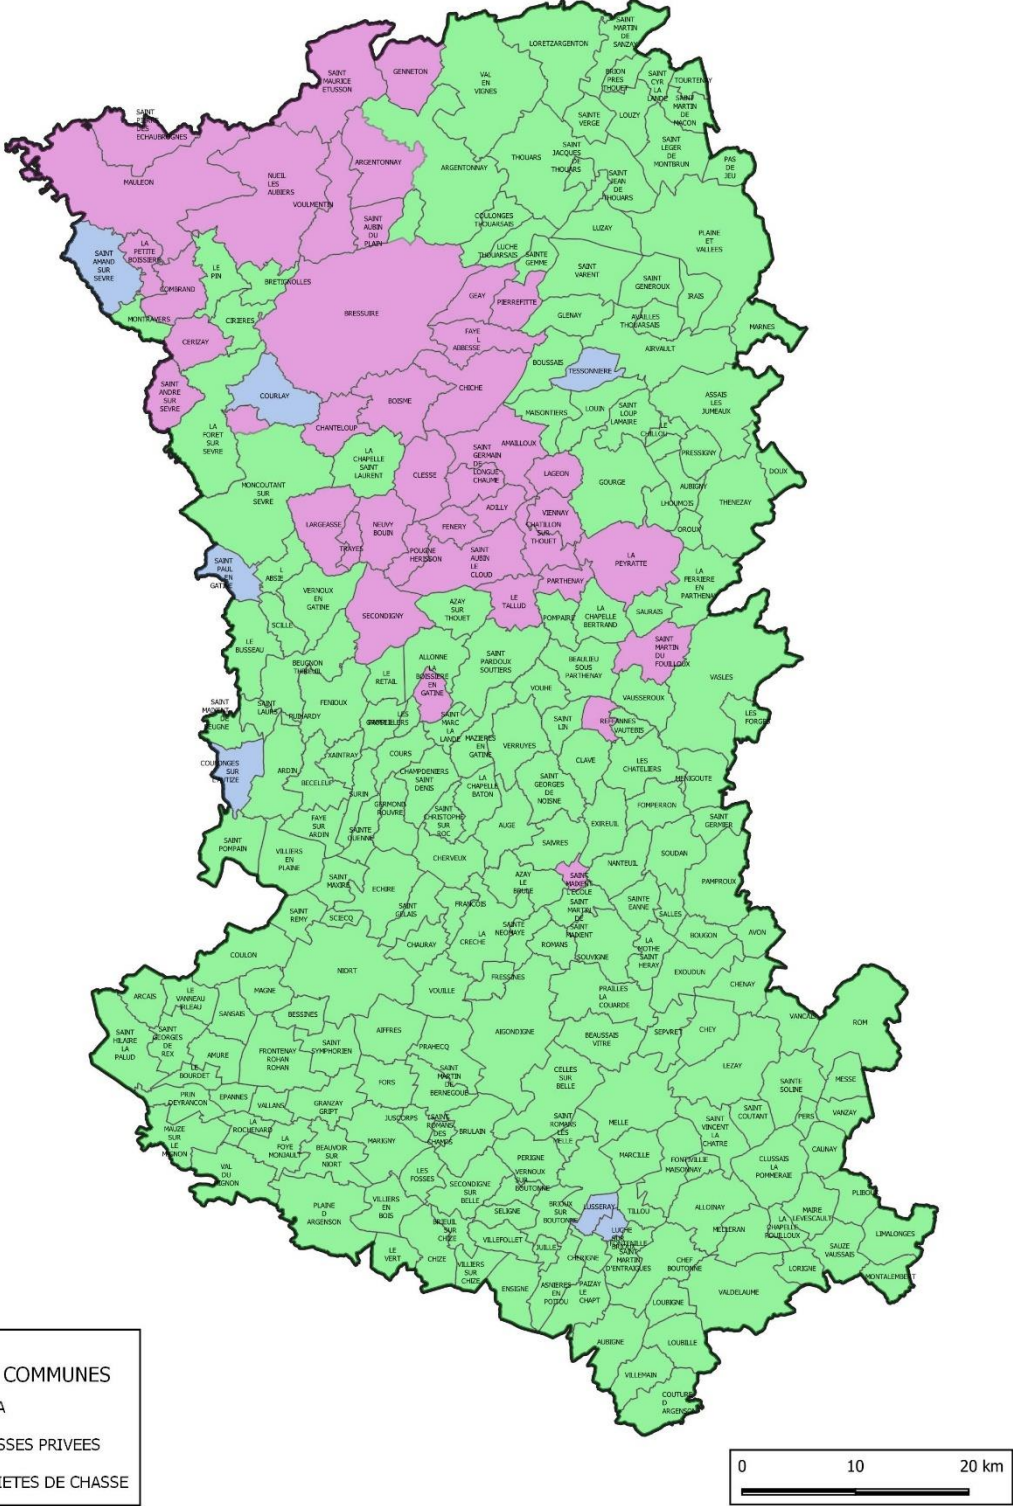 SAINT
MARTIN
DE
SANZAY
LORETZARGENTON
SAINT
MAURICE
ETUSSON
GENNETON
VAL
EN
VIGNES
BRION
PRES
THOUET
SAINT
CYR
LA
LANDE
TOURTENAY
SAINT
MARTIN
DE
MACON
SAINTE
VERGE
LOUZY
SAINT
PIERRE
DES
ECHAUBROGNES
SAINT
LEGER
DE
MONTBRUN
PAS
DE
JEU
THOUARS
SAINT
JACQUES
DE
THOUARS
SAINT
JEAN
DE
THOUARS
ARGENTONNAY
ARGENTONNAY
MAULEON
NUEIL
LES
AUBIERS
VOULMENTIN
SAINT
AUBIN
DU
PLAIN
COULONGES
THOUARSAIS
LUZAY
PLAINE
ET
VALLEES
LUCHE
THOUARSAIS
SAINTE
GEMME
SAINT
AMAND
SUR
SEVRE
LA
PETITE
BOISSIERE
COMBRAND
LE
PIN
BRETIGNOLLES
SAINT
VARENT
SAINT
GENEROUX
IRAIS
GEAY
PIERREFITTE
BRESSUIRE
MONTRAVERS
CIRIERES
GLENAY
AVAILLES
THOUARSAIS
MARNES
CERIZAY
FAYE
L
ABBESSE
AIRVAULT
BOUSSAIS
TESSONNIERE
SAINT
ANDRE
SUR
SEVRE
COURLAY
BOISME
CHICHE
ASSAIS
LES
JUMEAUX
MAISONTIERS
LOUIN
SAINT
LOUP
LAMAIRE
LE
CHILLOU
LA
FORET
SUR
SEVRE
CHANTELOUP
AMAILLOUX
SAINT
GERMAIN
DE
LONGUE
CHAUME
PRESSIGNY
LA
CHAPELLE
SAINT
LAURENT
CLESSE
LAGEON
GOURGE
AUBIGNY
DOUX
MONCOUTANT
SUR
SEVRE
LHOUMOIS
THENEZAY
ADILLY
VIENNAY
LARGEASSE
NEUVY
BOUIN
FENERY
CHATILLON
SUR
THOUET
OROUX
TRAYES
POUGNE
HERISSON
SAINT
AUBIN
LE
CLOUD
LA
PEYRATTE
SAINT
PAUL
EN
GATINE
L
ABSIE
PARTHENAY
LA
FERRIERE
EN
PARTHENAY
VERNOUX
EN
GATINE
LE
TALLUD
SECONDIGNY
AZAY
SUR
THOUET
POMPAIRE
LA
CHAPELLE
BERTRAND
SAURAIS
SCILLE
LE
BUSSEAU
SAINT
MARTIN
DU
FOUILLOUX
ALLONNE
SAINT
PARDOUX
SOUTIERS
BEAULIEU
SOUS
PARTHENAY
BEUGNON
THIREUIL
LE
RETAIL
LA
BOISSIERE
EN
GATINE
VASLES
VOUHE
VAUSSEROUX
SAINT
MAIXENT
DE
BEUGNE
SAINT
LAURS
FENIOUX
PUIHARDY
LES
GROSEILLERS
SAINT
MARC
LA
LANDE
SAINT
LIN
REFFANNES
VAUTEBIS
LES
FORGES
MAZIERES
EN
GATINE
VERRUYES
XAINTRAY
COURS
CLAVE
LES
CHATELIERS
COULONGES
SUR
L'AUTIZE
ARDIN
BECELEUF
CHAMPDENIERS
SAINT
DENIS
LA
CHAPELLE
BATON
SAINT
GEORGES
DE
NOISNE
MENIGOUTE
SURIN
GERMOND
ROUVRE
FOMPERRON
FAYE
SUR
ARDIN
SAINTE
OUENNE
SAINT
CHRISTOPHE
SUR
ROC
AUGE
EXIREUIL
SAINT
GERMIER
SAINT
POMPAIN
VILLIERS
EN
PLAINE
CHERVEUX
SAIVRES
NANTEUIL
SOUDAN
SAINT
MAXIRE
ECHIRE
AZAY
LE
BRULE
SAINT
MAIXENT
L'ECOLE
PAMPROUX
SAINT
REMY
SCIECQ
SAINT
GELAIS
FRANCOIS
SAINT
MARTIN
DE
SAINT
MAIXENT
SAINTE
EANNE
SALLES
SAINTE
NEOMAYE
LA
CRECHE
CHAURAY
ROMANS
BOUGON
AVON
COULON
SOUVIGNE
LA
MOTHE
SAINT
HERAY
NIORT
FRESSINES
EXOUDUN
CHENAY
ARCAIS
LE
VANNEAU
IRLEAU
MAGNE
VOUILLE
PRAILLES
LA
COUARDE
SANSAIS
BESSINES
VANCAIS
ROM
AIFFRES
AIGONDIGNE
BEAUSSAIS
VITRE
SEPVRET
CHEY
SAINT
HILAIRE
LA
PALUD
SAINT
GEORGES
DE
REX
AMURE
FRONTENAY
ROHAN
ROHAN
SAINT
SYMPHORIEN
PRAHECQ
LEZAY
LE
BOURDET
FORS
SAINT
MARTIN
DE
BERNEGOUE
CELLES
SUR
BELLE
SAINTE
SOLINE
MESSE
PRIN
DEYRANCON
EPANNES
VALLANS
GRANZAY
GRIPT
SAINT
COUTANT
PERS
VANZAY
JUSCORPS
SAINT
ROMANS
DES
CHAMPS
BRULAIN
SAINT
ROMANS
LES
MELLE
MELLE
SAINT
VINCENT
LA
CHATRE
MAUZE
SUR
LE
MIGNON
LA
ROCHENARD
LA
FOYE
MONJAULT
BEAUVOIR
SUR
NIORT
MARIGNY
CAUNAY
PERIGNE
MARCILLE
FONTIVILLIE
MAISONNAY
CLUSSAIS
LA
POMMERAIE
VAL
DU
MIGNON
LES
FOSSES
SECONDIGNE
SUR
BELLE
VERNOUX
SUR
BOUTONNE
PLIBOU
PLAINE
D
ARGENSON
VILLIERS
EN
BOIS
SELIGNE
BRIOUX
SUR
BOUTONNE
LUSSERAY
TILLOU
ALLOINAY
MELLERAN
LA
CHAPELLE
POUILLOUX
MAIRE
LEVESCAULT
LIMALONGES
BRIEUIL
SUR
CHIZE
VILLEFOLLET
JUILLE
LUCHE
SUR
BRIOUX
FONTENILLE
SAINT
MARTIN
D'ENTRAIGUES
SAUZE
VAUSSAIS
LE
VERT
CHIZE
VILLIERS
SUR
CHIZE
CHERIGNE
CHEF
BOUTONNE
LORIGNE
MONTALEMBERT
ENSIGNE
ASNIERES
EN
POITOU
PAIZAY
LE
CHAPT
VALDELAUME
LOUBIGNE
AUBIGNE
LOUBILLE
VILLEMAIN
COUTURE
D
ARGENSON
COMMUNES
A
SSES PRIVEES
IETES DE CHASSE
0 10 20 km